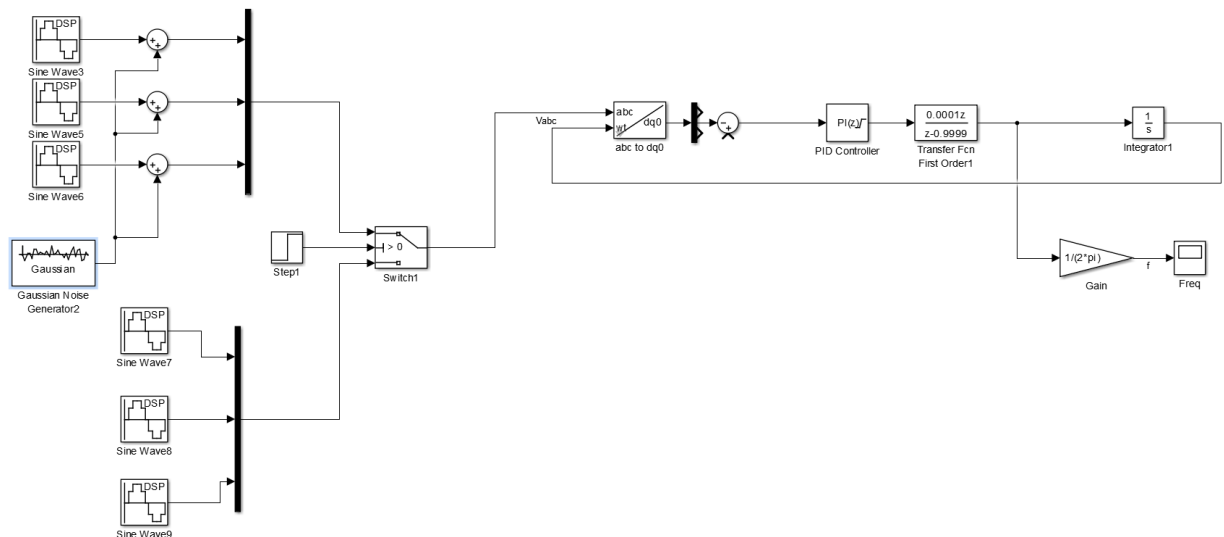 DSP
Sine Wave3
DSP
Sine Wave5
DSP
Sine Wave6
Gaussian
Gaussian Noise
Generator2
Step1
> 0
Switch1
DSP
Sine Wave7
DSP
Sine Wave8
DSP
Sine Wave9
Vabc
abc
wt
dq0
abc to dq0
PI(z)
PID Controller
0.0001z
z-0.9999
Transfer Fcn
First Order1
1
s
Integrator1
1/(2*pi)
Gain
f
Freq